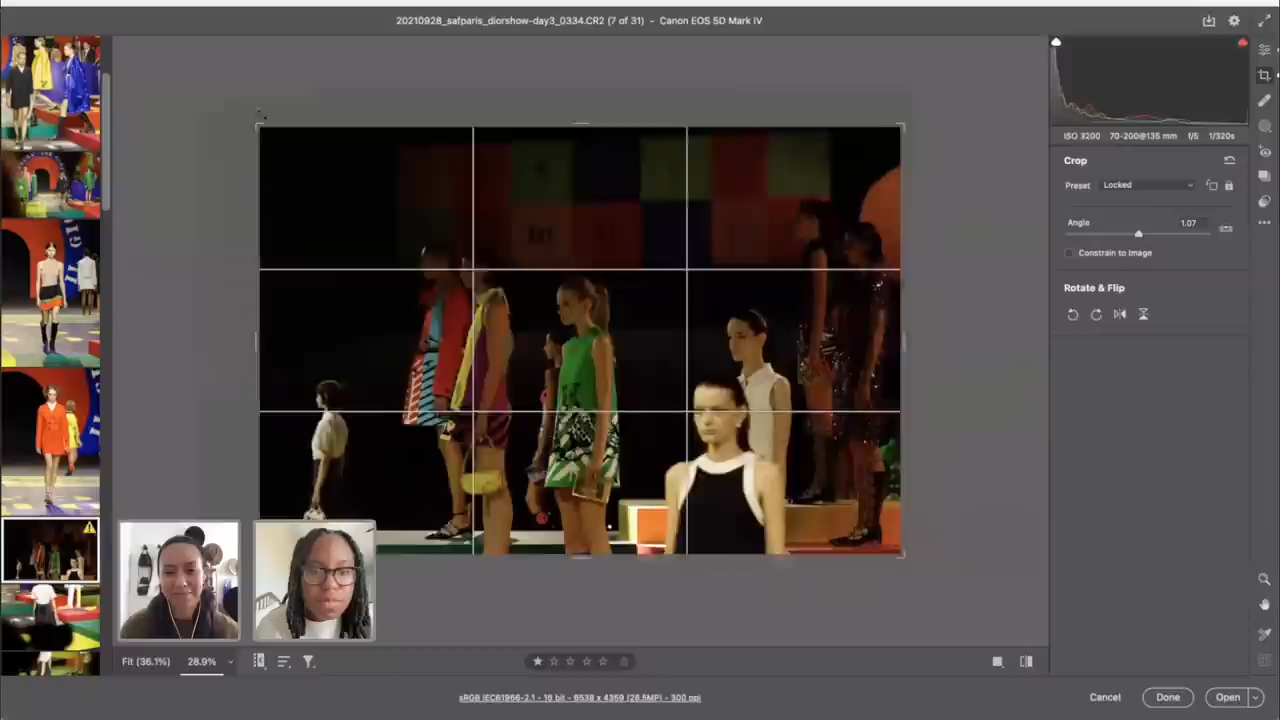 20210928_safparis_diorshow-day3_0334.CR2 (7 of 31) - Canon EOS 5D Mark IV
ISO 3200 70-200@135 mm f/5 1/320s
Crop
Preset Locked
Angle 1.07
Constrain to Image
Rotate & Flip
Fit (36.1%) 28.9%
sRGB IEC61966-2.1 - 16 bit - 6538 x 4359 (28.5MP) - 300 ppi
Cancel Done Open